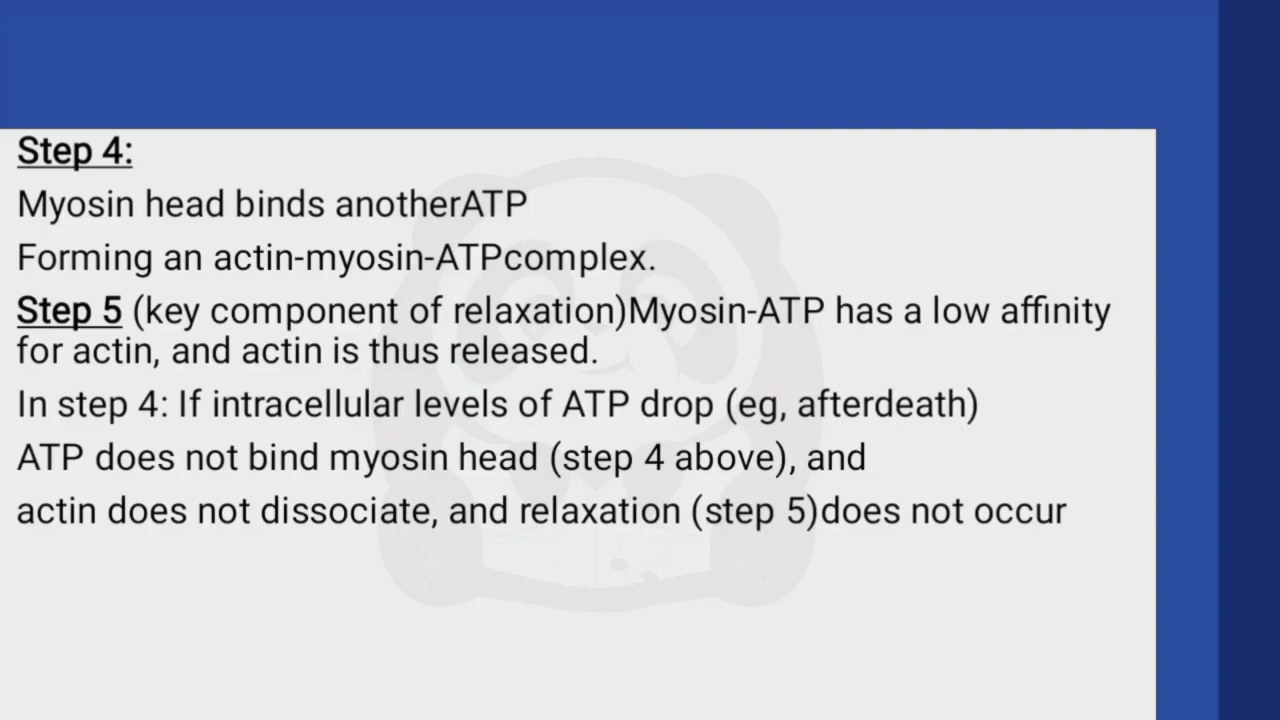 Step 4:
Myosin head binds anotherATP
Forming an actin-myosin-ATPcomplex.
Step 5 (key component of relaxation)Myosin-ATP has a low affinity
for actin, and actin is thus released.
In step 4: If intracellular levels of ATP drop (eg, afterdeath)
ATP does not bind myosin head (step 4 above), and
actin does not dissociate, and relaxation (step 5)does not occur